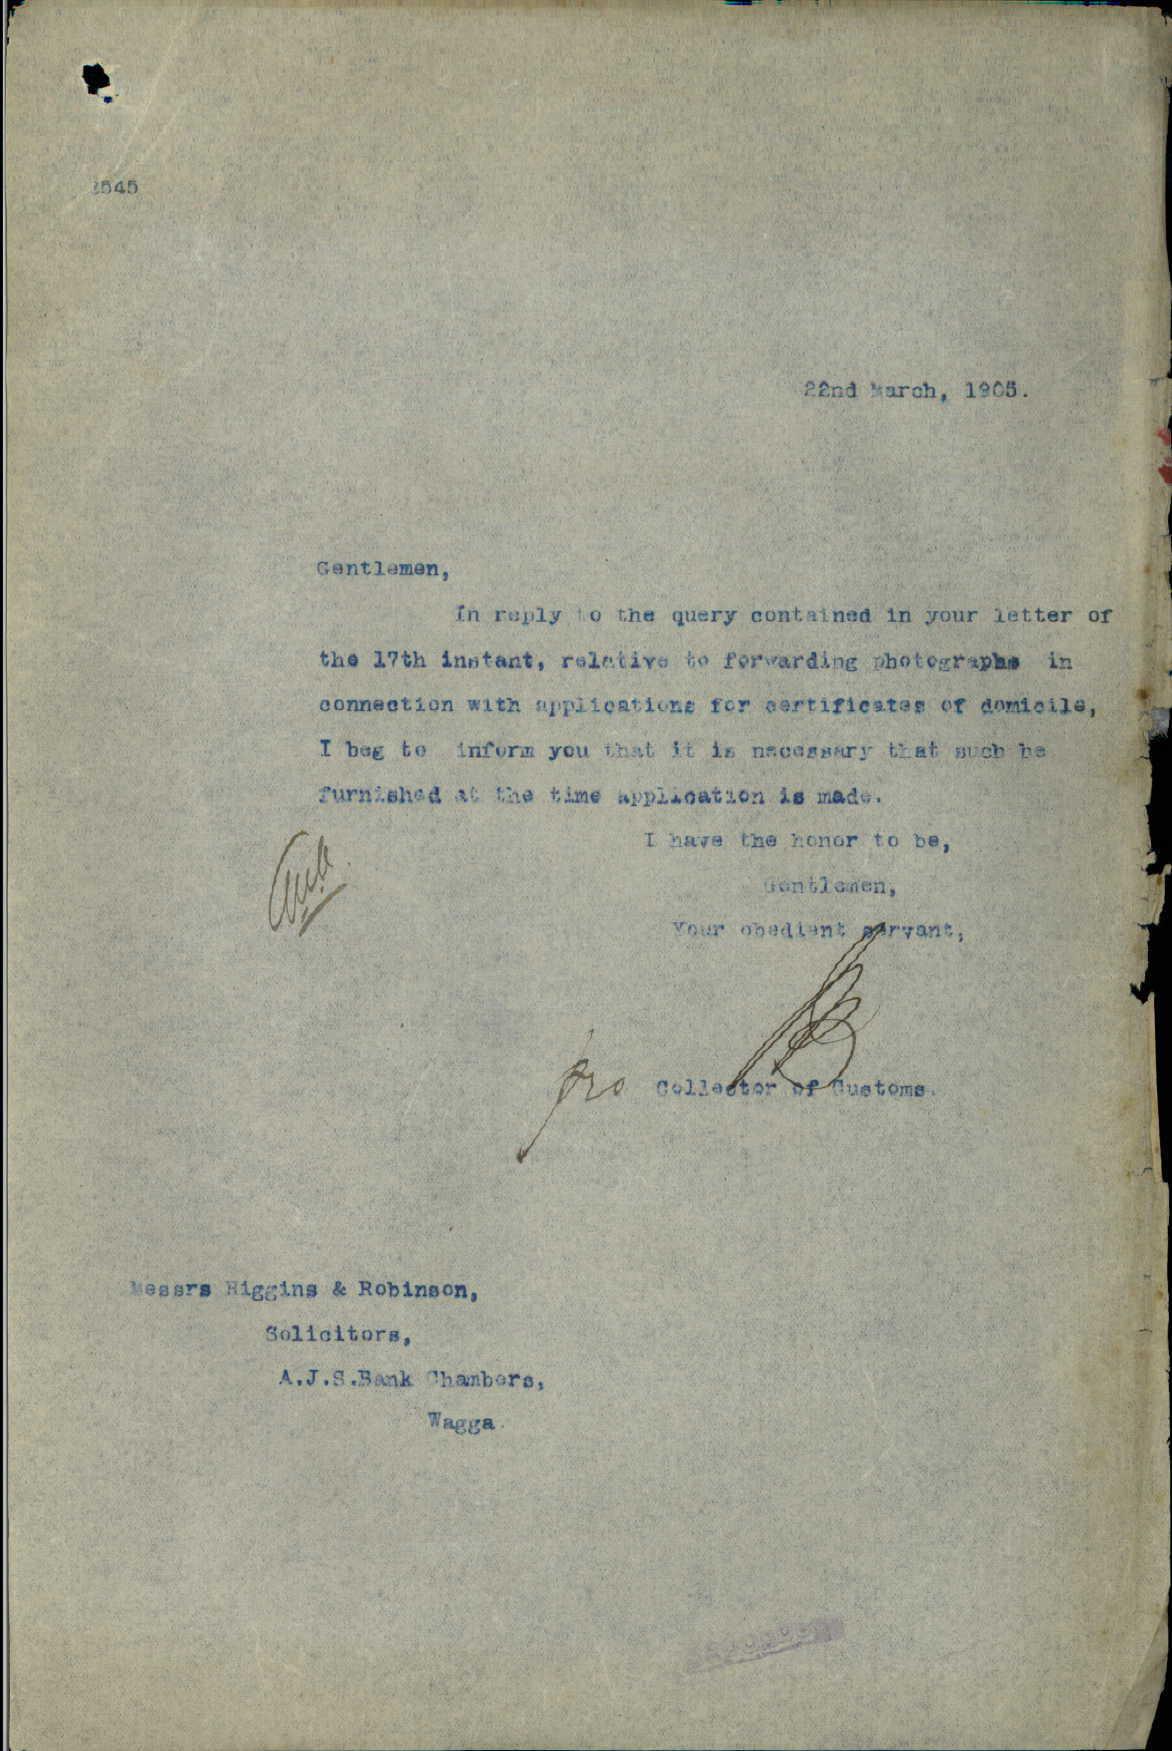 2545
22nd March, 1905.
Gentlemen,
In reply to the query contained in your letter of
the 17th instant, relative to forwarding photographs in
connection with applications for certificates of domicile,
I beg to inform you that it is necessary that such be
furnished at the time application is made.
I have the honor to be,
Gentlemen,
Your obedient servant,
pro Collector of Customs.
Messrs Higgins & Robinson,
Solicitors,
A.J.S.Bank Chambers,
Wagga.